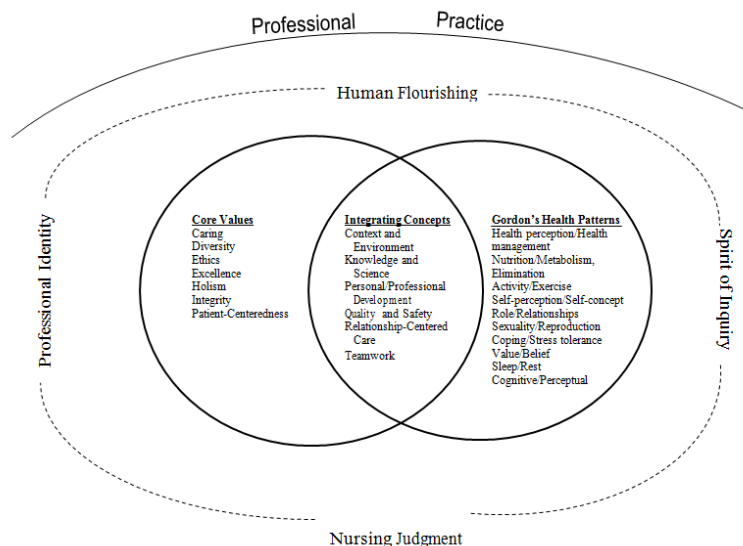 Professional Practice
Human Flourishing
Professional Identity
Core Values
Caring
Diversity
Ethics
Excellence
Holism
Integrity
Patient-Centeredness
Integrating Concepts
Context and
Environment
Knowledge and
Science
Personal/Professional
Development
Quality and Safety
Relationship-Centered
Care
Teamwork
Gordon's Health Patterns
Health perception/Health
management
Nutrition/Metabolism,
Elimination
Activity/Exercise
Self-perception/Self-concept
Role/Relationships
Sexuality/Reproduction
Coping/Stress tolerance
Value/Belief
Sleep/Rest
Cognitive/Perceptual
Spirit of Inquiry
Nursing Judgment